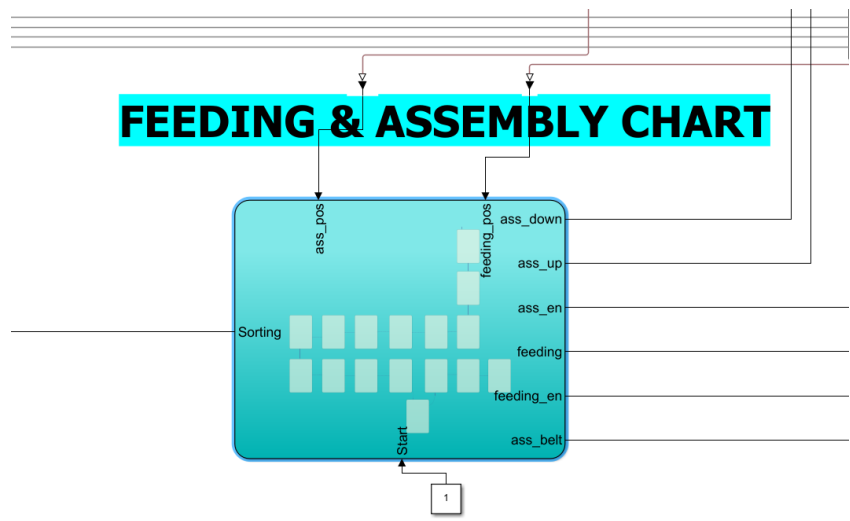 FEEDING & ASSEMBLY CHART
ass_pos
feeding_pos
ass_down
ass_up
ass_en
Sorting
feeding
feeding_en
Start
ass_belt
1